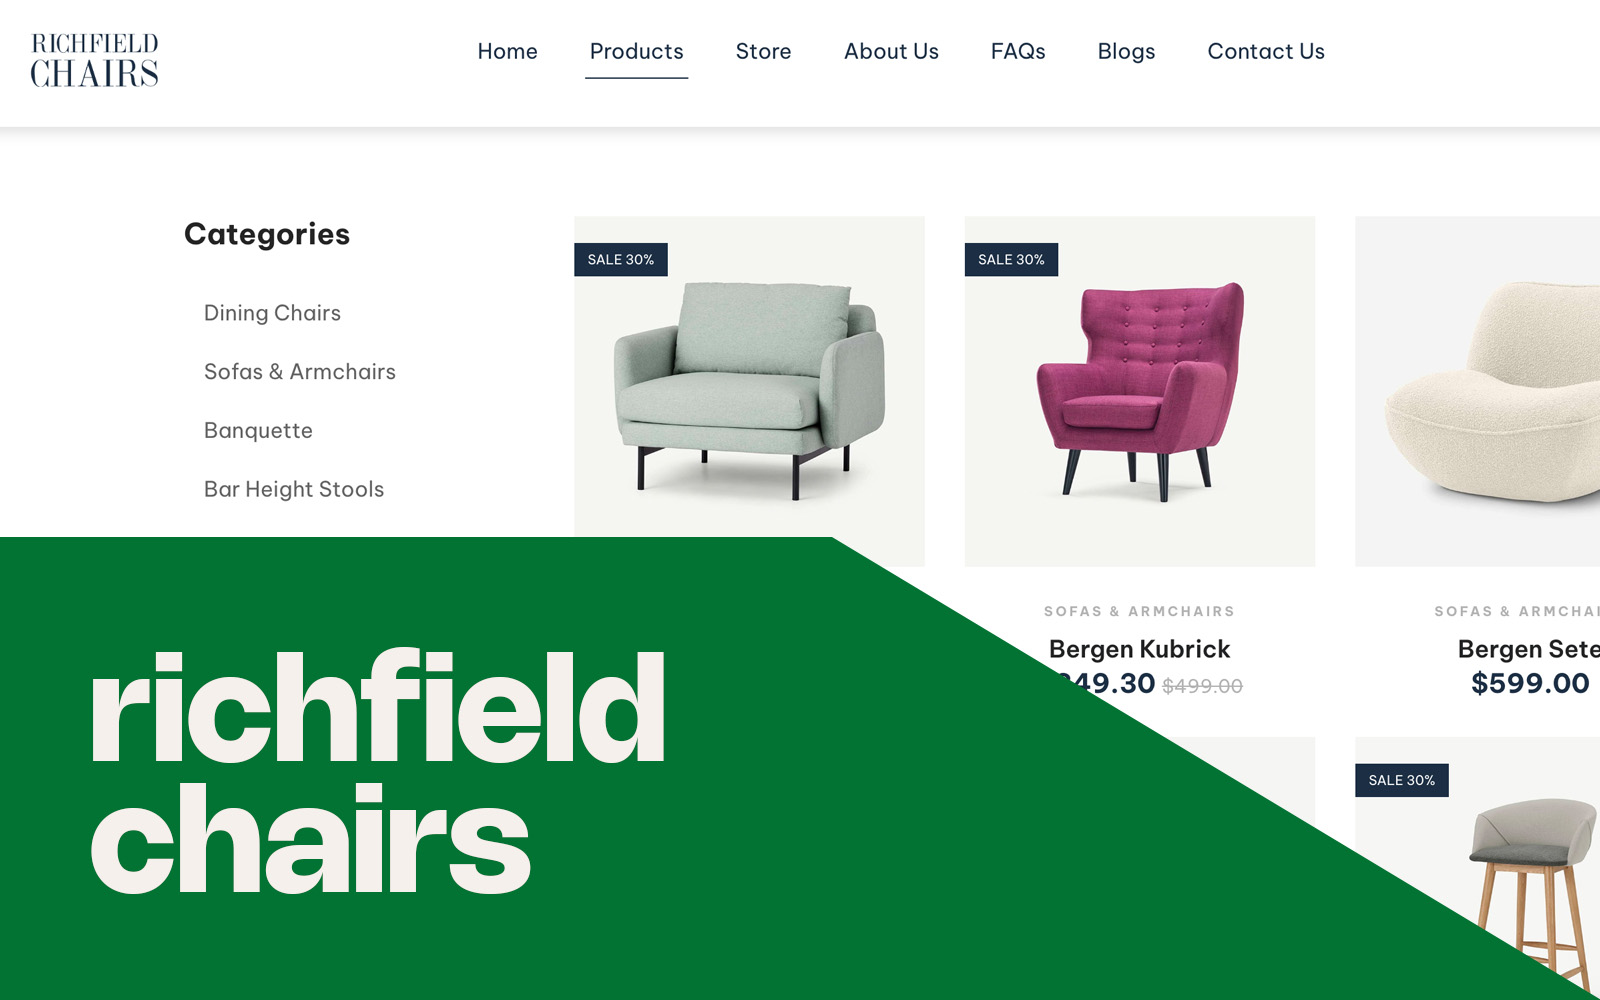 RICHFIELD
CHAIRS
Home Products Store About Us FAQs Blogs Contact Us
Categories
Dining Chairs
Sofas & Armchairs
Banquette
Bar Height Stools
SALE 30%
SALE 30%
SOFAS & ARMCHAIRS
Bergen Kubrick
49.30 $499.00
SOFAS & ARMCHAI
Bergen Sete
$599.00
SALE 30%
richfield
chairs